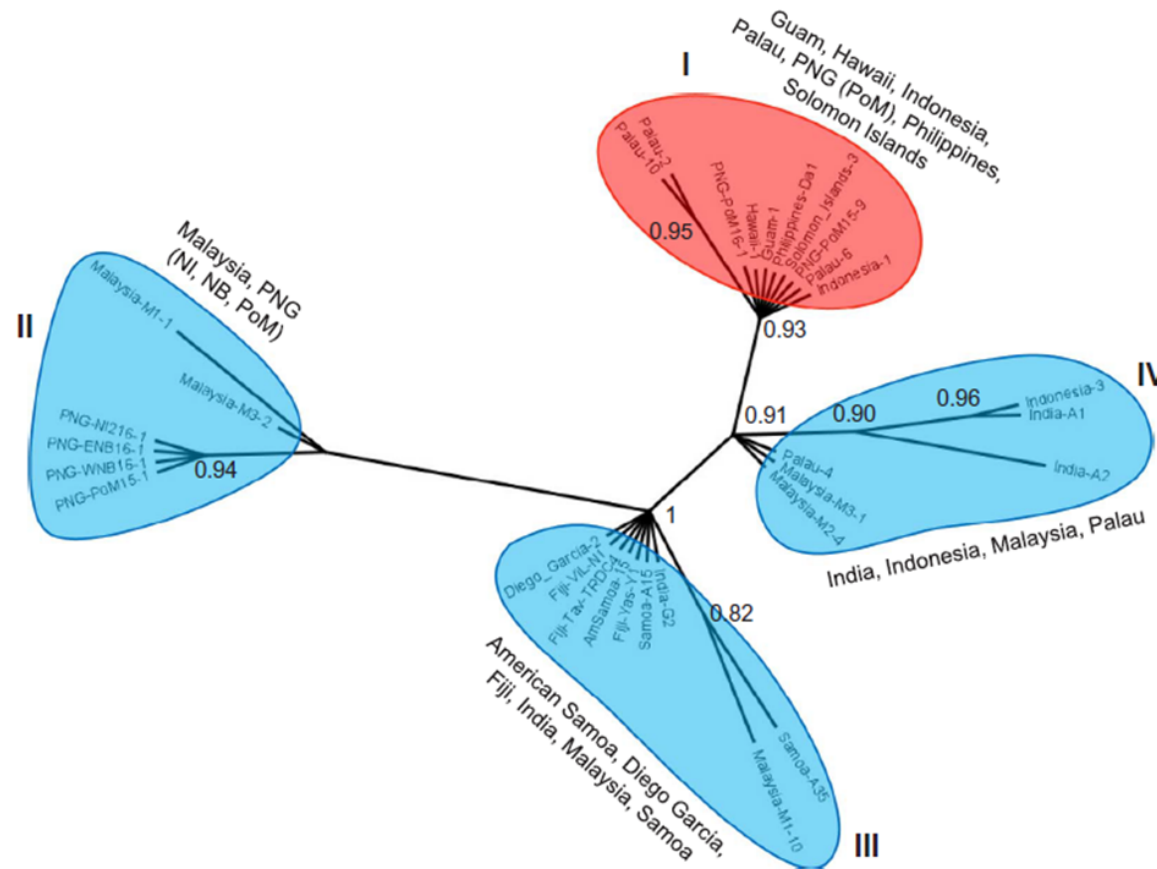 I
Guam, Hawaii, Indonesia,
Palau, PNG (PoM), Philippines,
Solomon Islands
Palau-2
Palau-10
PNG-PoM16-1
Hawaii-1
Guam-1
Philippines-Da1
Solomon_Islands-3
PNG-PoM15-9
Palau-6
Indonesia-1
0.95
0.93
II
Malaysia, PNG
(NI, NB, PoM)
Malaysia-M1-1
Malaysia-M3-2
PNG-NI216-1
PNG-ENB16-1
PNG-WNB16-1
PNG-PoM15-1
0.94
IV
0.91
0.90
0.96
Indonesia-3
India-A1
India-A2
Palau-4
Malaysia-M3-1
Malaysia-M2-4
India, Indonesia, Malaysia, Palau
1
Diego_Garcia-2
Fiji-ViL-N1
Fiji-Tav-TRDC4
AmSamoa-15
Fiji-Yas-Y1
Samoa-A15
India-G2
0.82
Samoa-A35
Malaysia-M1-10
American Samoa, Diego Garcia,
Fiji, India, Malaysia, Samoa
III